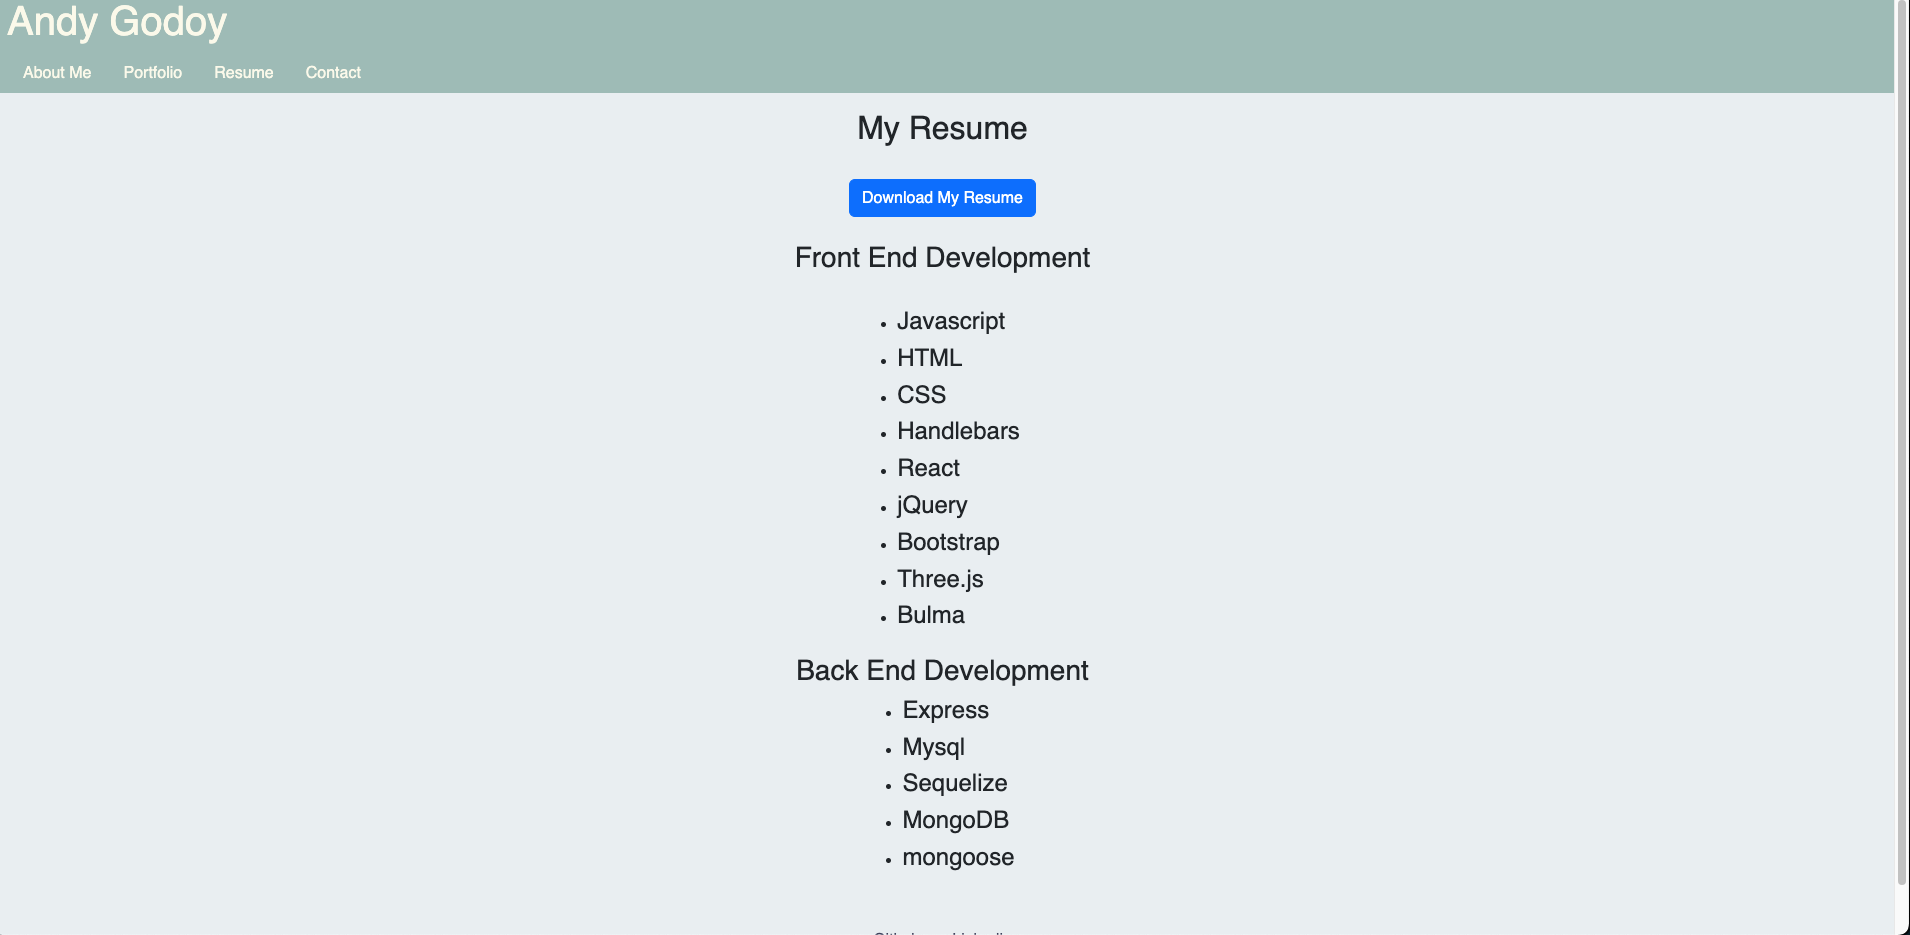 Andy Godoy
About Me Portfolio Resume Contact
My Resume
Download My Resume
Front End Development
Javascript
HTML
CSS
Handlebars
React
jQuery
Bootstrap
Three.js
Bulma
Back End Development
Express
Mysql
Sequelize
MongoDB
mongoose